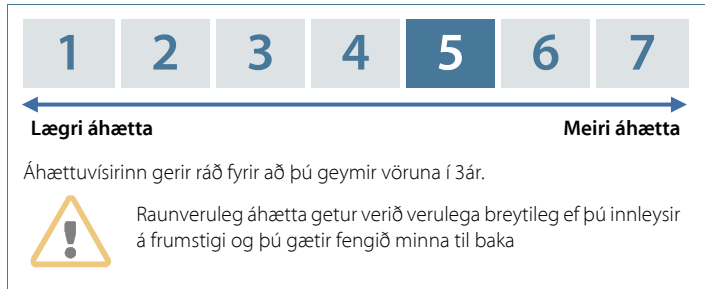 1 2 3 4 5 6 7
Lægri áhætta Meiri áhætta
Áhættuvísirinn gerir ráð fyrir að þú geymir vöruna í 3ár.
Raunveruleg áhætta getur verið verulega breytileg ef þú innleysir
á frumstigi og þú gætir fengið minna til baka